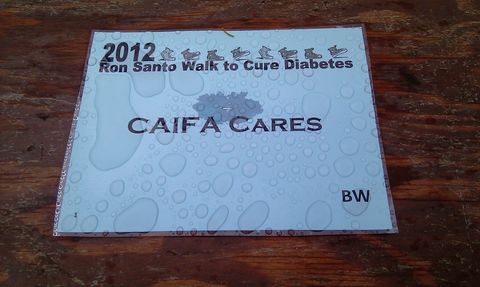 2012
Ron Santo Walk to Cure Diabetes
CAIFA CARES
BW